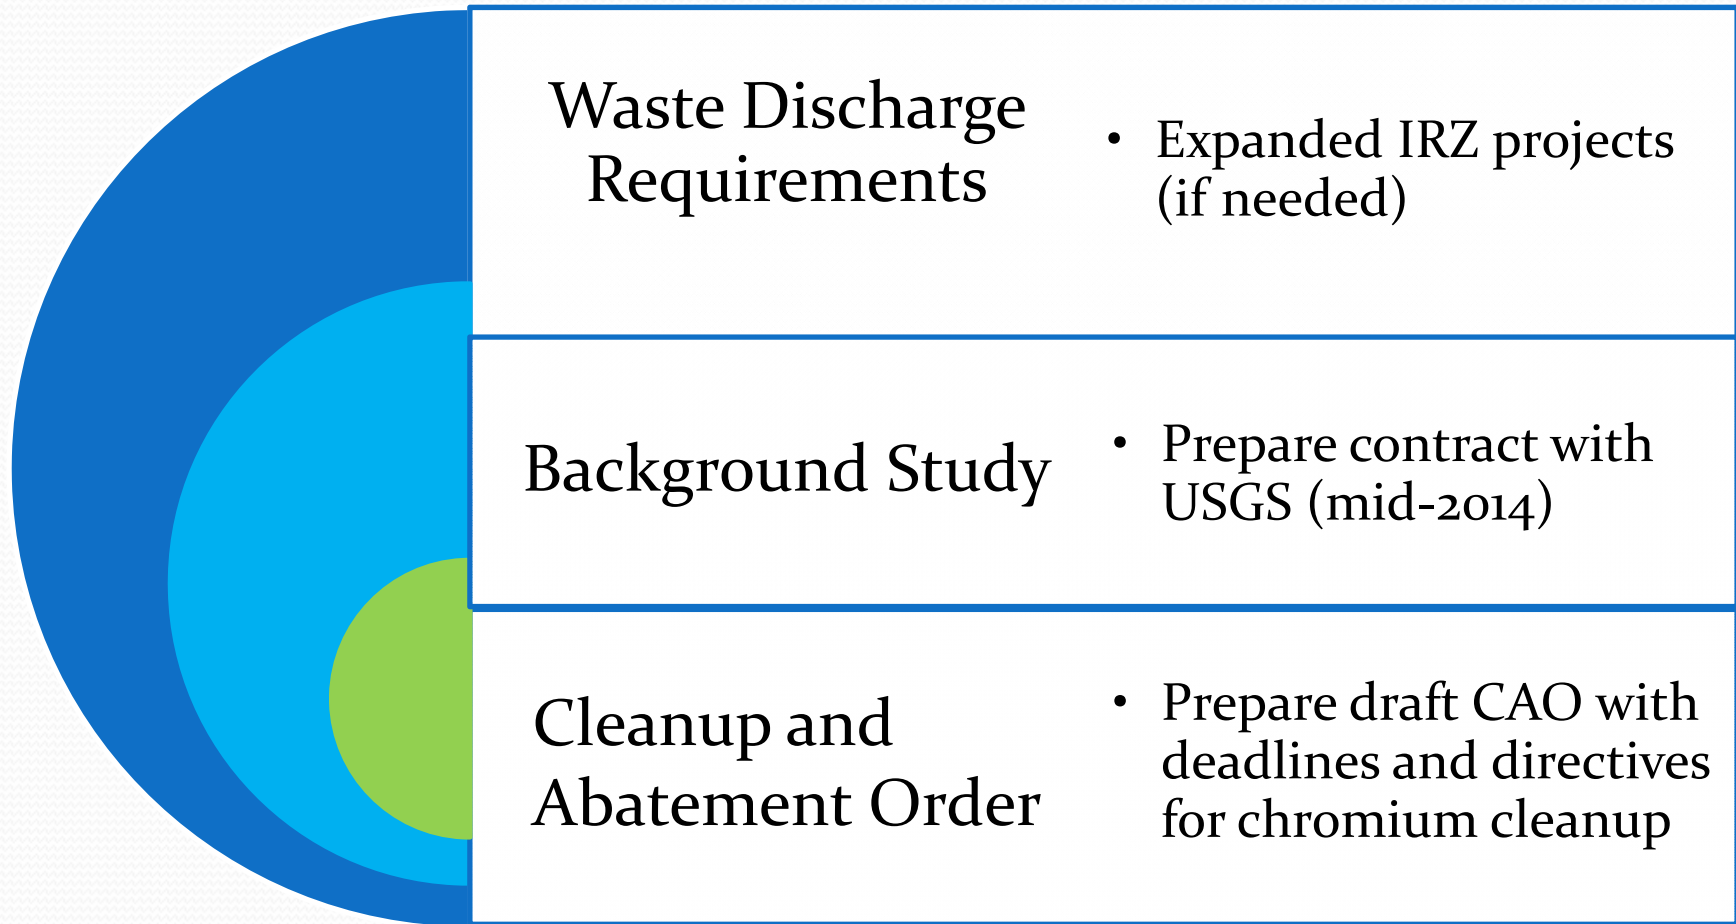 Waste Discharge
Requirements
• Expanded IRZ projects
(if needed)
Background Study
• Prepare contract with
USGS (mid-2014)
Cleanup and
Abatement Order
• Prepare draft CAO with
deadlines and directives
for chromium cleanup